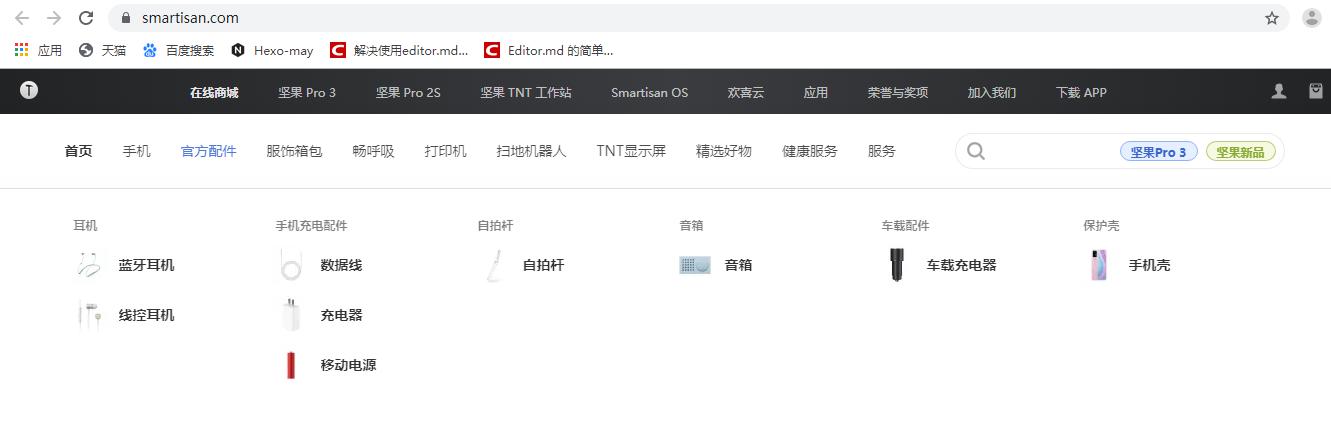 smartisan.com
应用 天猫 百度搜索 Hexo-may 解决使用editor.md... Editor.md 的简单...
T 在线商城 坚果 Pro 3 坚果 Pro 2S 坚果 TNT 工作站 Smartisan OS 欢喜云 应用 荣誉与奖项 加入我们 下载 APP
首页 手机 官方配件 服饰箱包 畅呼吸 打印机 扫地机器人 TNT显示屏 精选好物 健康服务 服务 坚果Pro 3 坚果新品
耳机 手机充电配件 自拍杆 音箱 车载配件 保护壳
蓝牙耳机 数据线 自拍杆 音箱 车载充电器 手机壳
线控耳机 充电器
移动电源